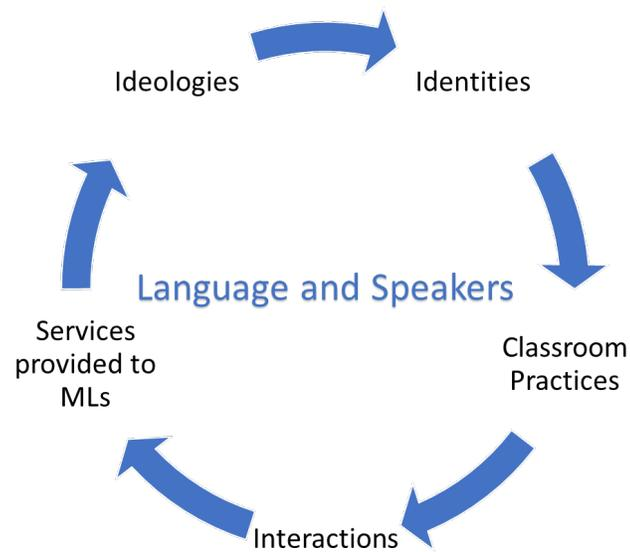 Ideologies
Identities
Language and Speakers
Services
provided to
MLs
Classroom
Practices
Interactions